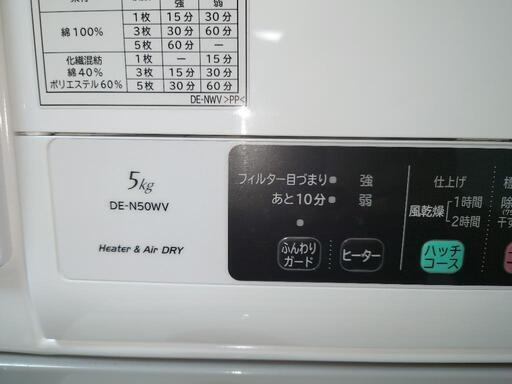 強 弱
綿100% 1枚 15分 30分
3枚 30分 60分
5枚 60分 —
化繊混紡 綿40% ポリエステル60% 1枚 — 15分
3枚 15分 30分
5枚 30分 60分
DE-NWV >PP<
5kg
DE-N50WV
Heater & Air DRY
フィルター目づまり 強
あと10分 弱
ふんわりガード
ヒーター
仕上げ
風乾燥 1時間
2時間
ハッチコース